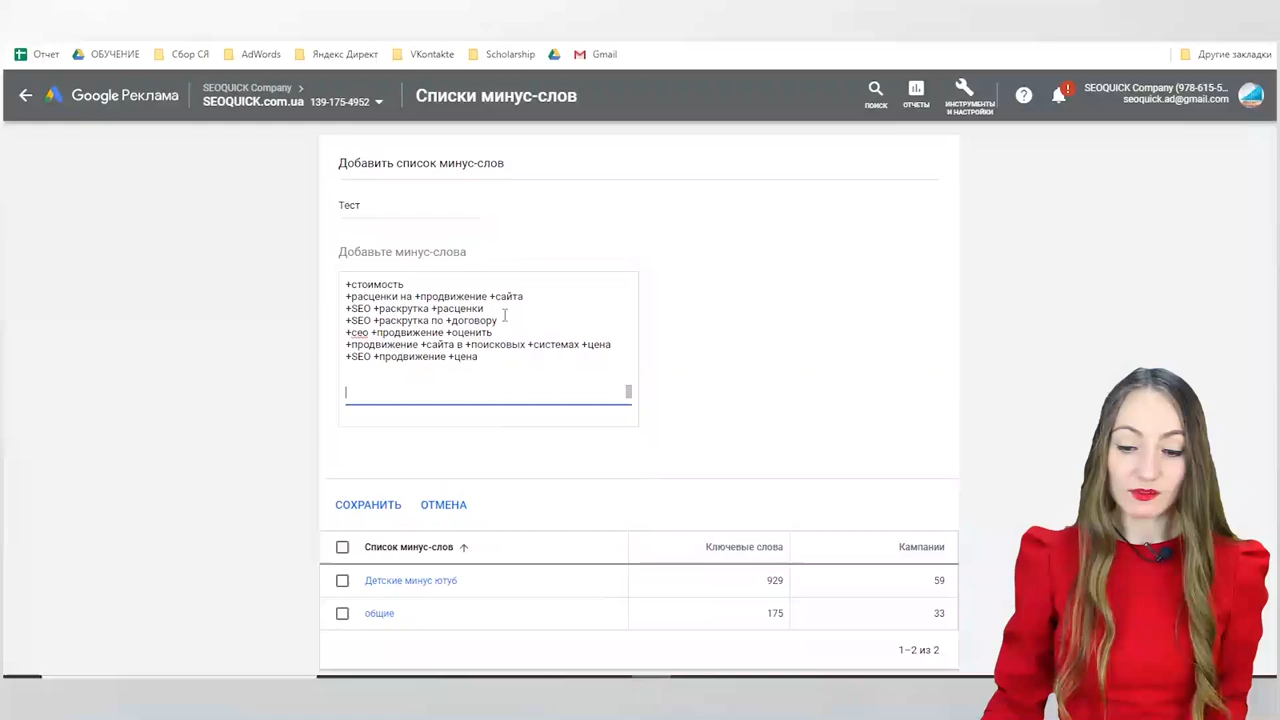 Отчет
ОБУЧЕНИЕ
Сбор СЯ
AdWords
Яндекс Директ
VKontakte
Scholarship
Gmail
Другие закладки
Google Реклама
SEOQUICK Company
SEOQUICK.com.ua 139-175-4952
Списки минус-слов
ПОИСК
ОТЧЕТЫ
ИНСТРУМЕНТЫ
И НАСТРОЙКИ
SEOQUICK Company (978-615-5...
seoquick.ad@gmail.com
Добавить список минус-слов
Тест
Добавьте минус-слова
+стоимость
+расценки на +продвижение +сайта
+SEO +раскрутка +расценки
+SEO +раскрутка по +договору
+сео +продвижение +оценить
+продвижение +сайта в +поисковых +системах +цена
+SEO +продвижение +цена
СОХРАНИТЬ ОТМЕНА
Список минус-слов Ключевые слова Кампании
Детские минус ютуб 929 59
общие 175 33
1–2 из 2